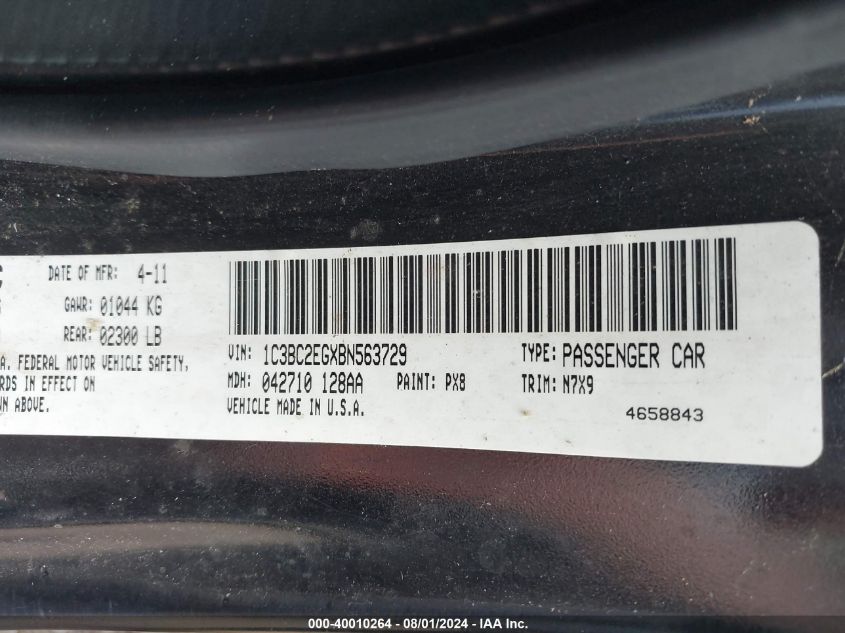 DATE OF MFR: 4-11
GAWR: 01044 KG
REAR: 02300 LB
A. FEDERAL MOTOR VEHICLE SAFETY,
RDS IN EFFECT ON
WN ABOVE.
VIN: 1C3BC2EGXBN563729 TYPE: PASSENGER CAR
MDH: 042710 128AA PAINT: PX8 TRIM: N7X9
VEHICLE MADE IN U.S.A.
4658843
000-40010264 - 08/01/2024 - IAA Inc.